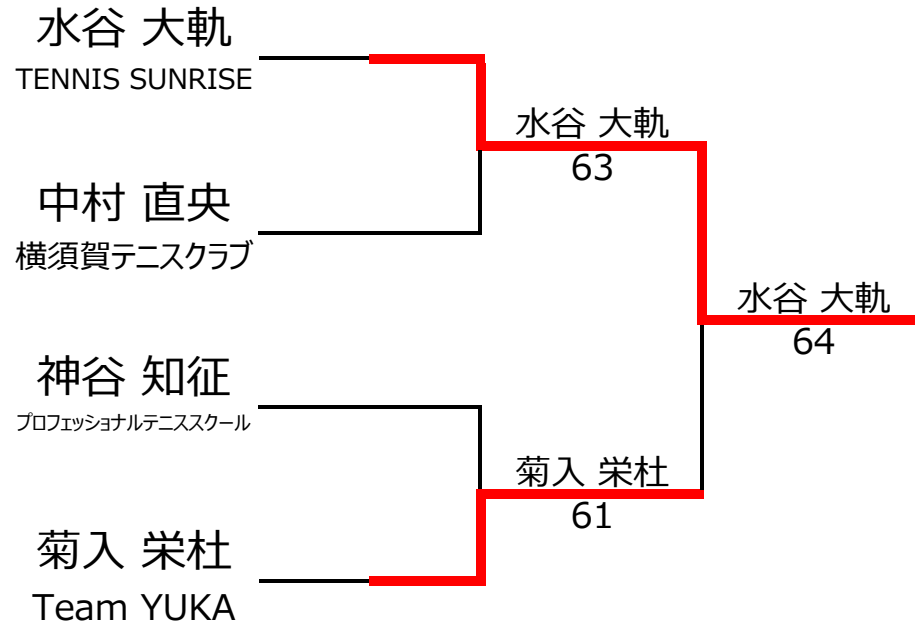 水谷 大軌
TENNIS SUNRISE
水谷 大軌
63
中村 直央
横須賀テニスクラブ
水谷 大軌
64
神谷 知征
プロフェッショナルテニススクール
菊入 栄杜
61
菊入 栄杜
Team YUKA